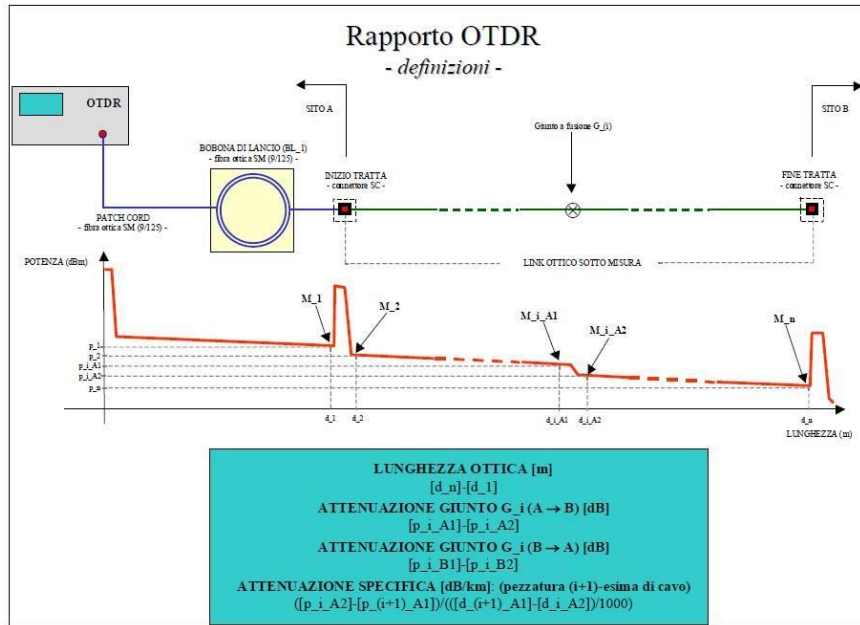 Rapporto OTDR
- definizioni -
OTDR
SITO A
SITO B
Giunto a fusione G_(i)
BOBONA DI LANCIO (BL_1)
- fibra ottica SM (9/125) -
INIZIO TRATTA
- connettore SC -
FINE TRATTA
- connettore SC -
PATCH CORD
- fibra ottica SM (9/125) -
LINK OTTICO SOTTO MISURA
POTENZA (dBm)
M_1
M_2
M_i_A1
M_i_A2
M_n
p_1
p_2
p_i_A1
p_i_A2
p_n
d_1
d_2
d_i_A1
d_i_A2
d_n
LUNGHEZZA (m)
LUNGHEZZA OTTICA [m]
[d_n]-[d_1]
ATTENUAZIONE GIUNTO G_i (A → B) [dB]
[p_i_A1]-[p_i_A2]
ATTENUAZIONE GIUNTO G_i (B → A) [dB]
[p_i_B1]-[p_i_B2]
ATTENUAZIONE SPECIFICA [dB/km]: (pezzatura (i+1)-esima di cavo)
([p_i_A2]-[p_(i+1)_A1])/(([d_(i+1)_A1]-[d_i_A2])/1000)